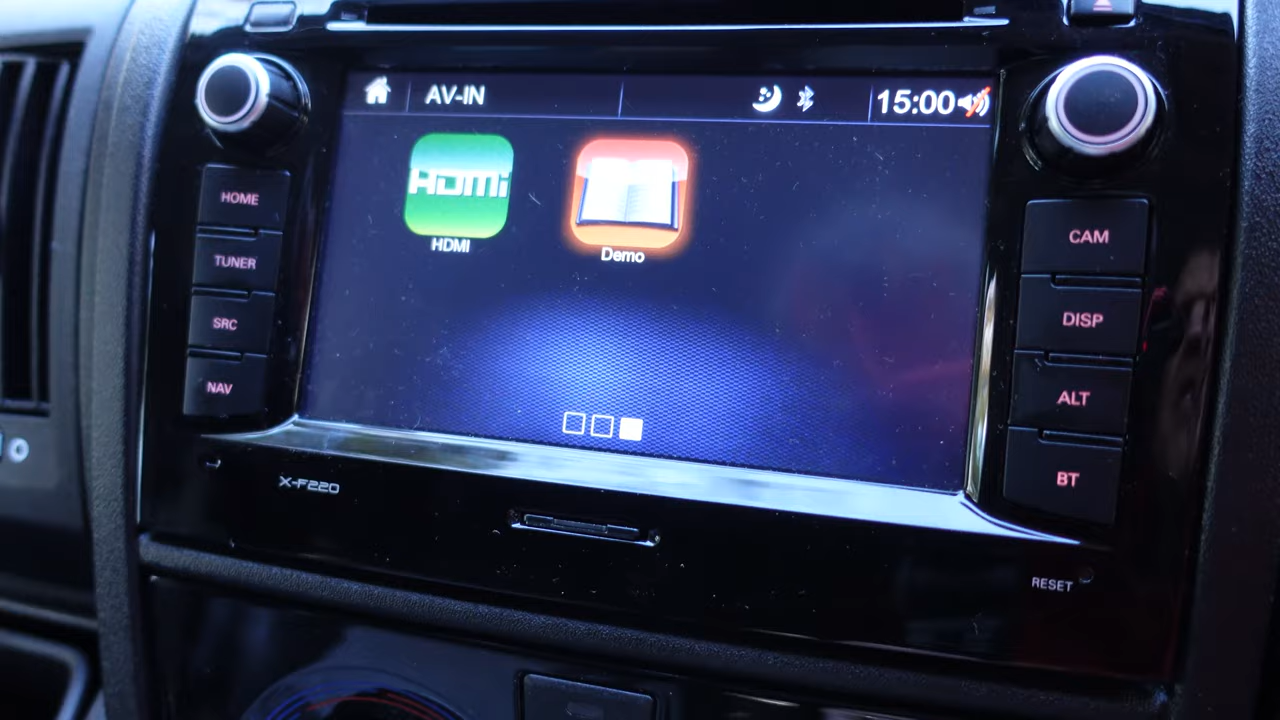 AV-IN
15:00
HDMI
HDMI
Demo
HOME
TUNER
SRC
NAV
CAM
DISP
ALT
BT
X-F220
RESET